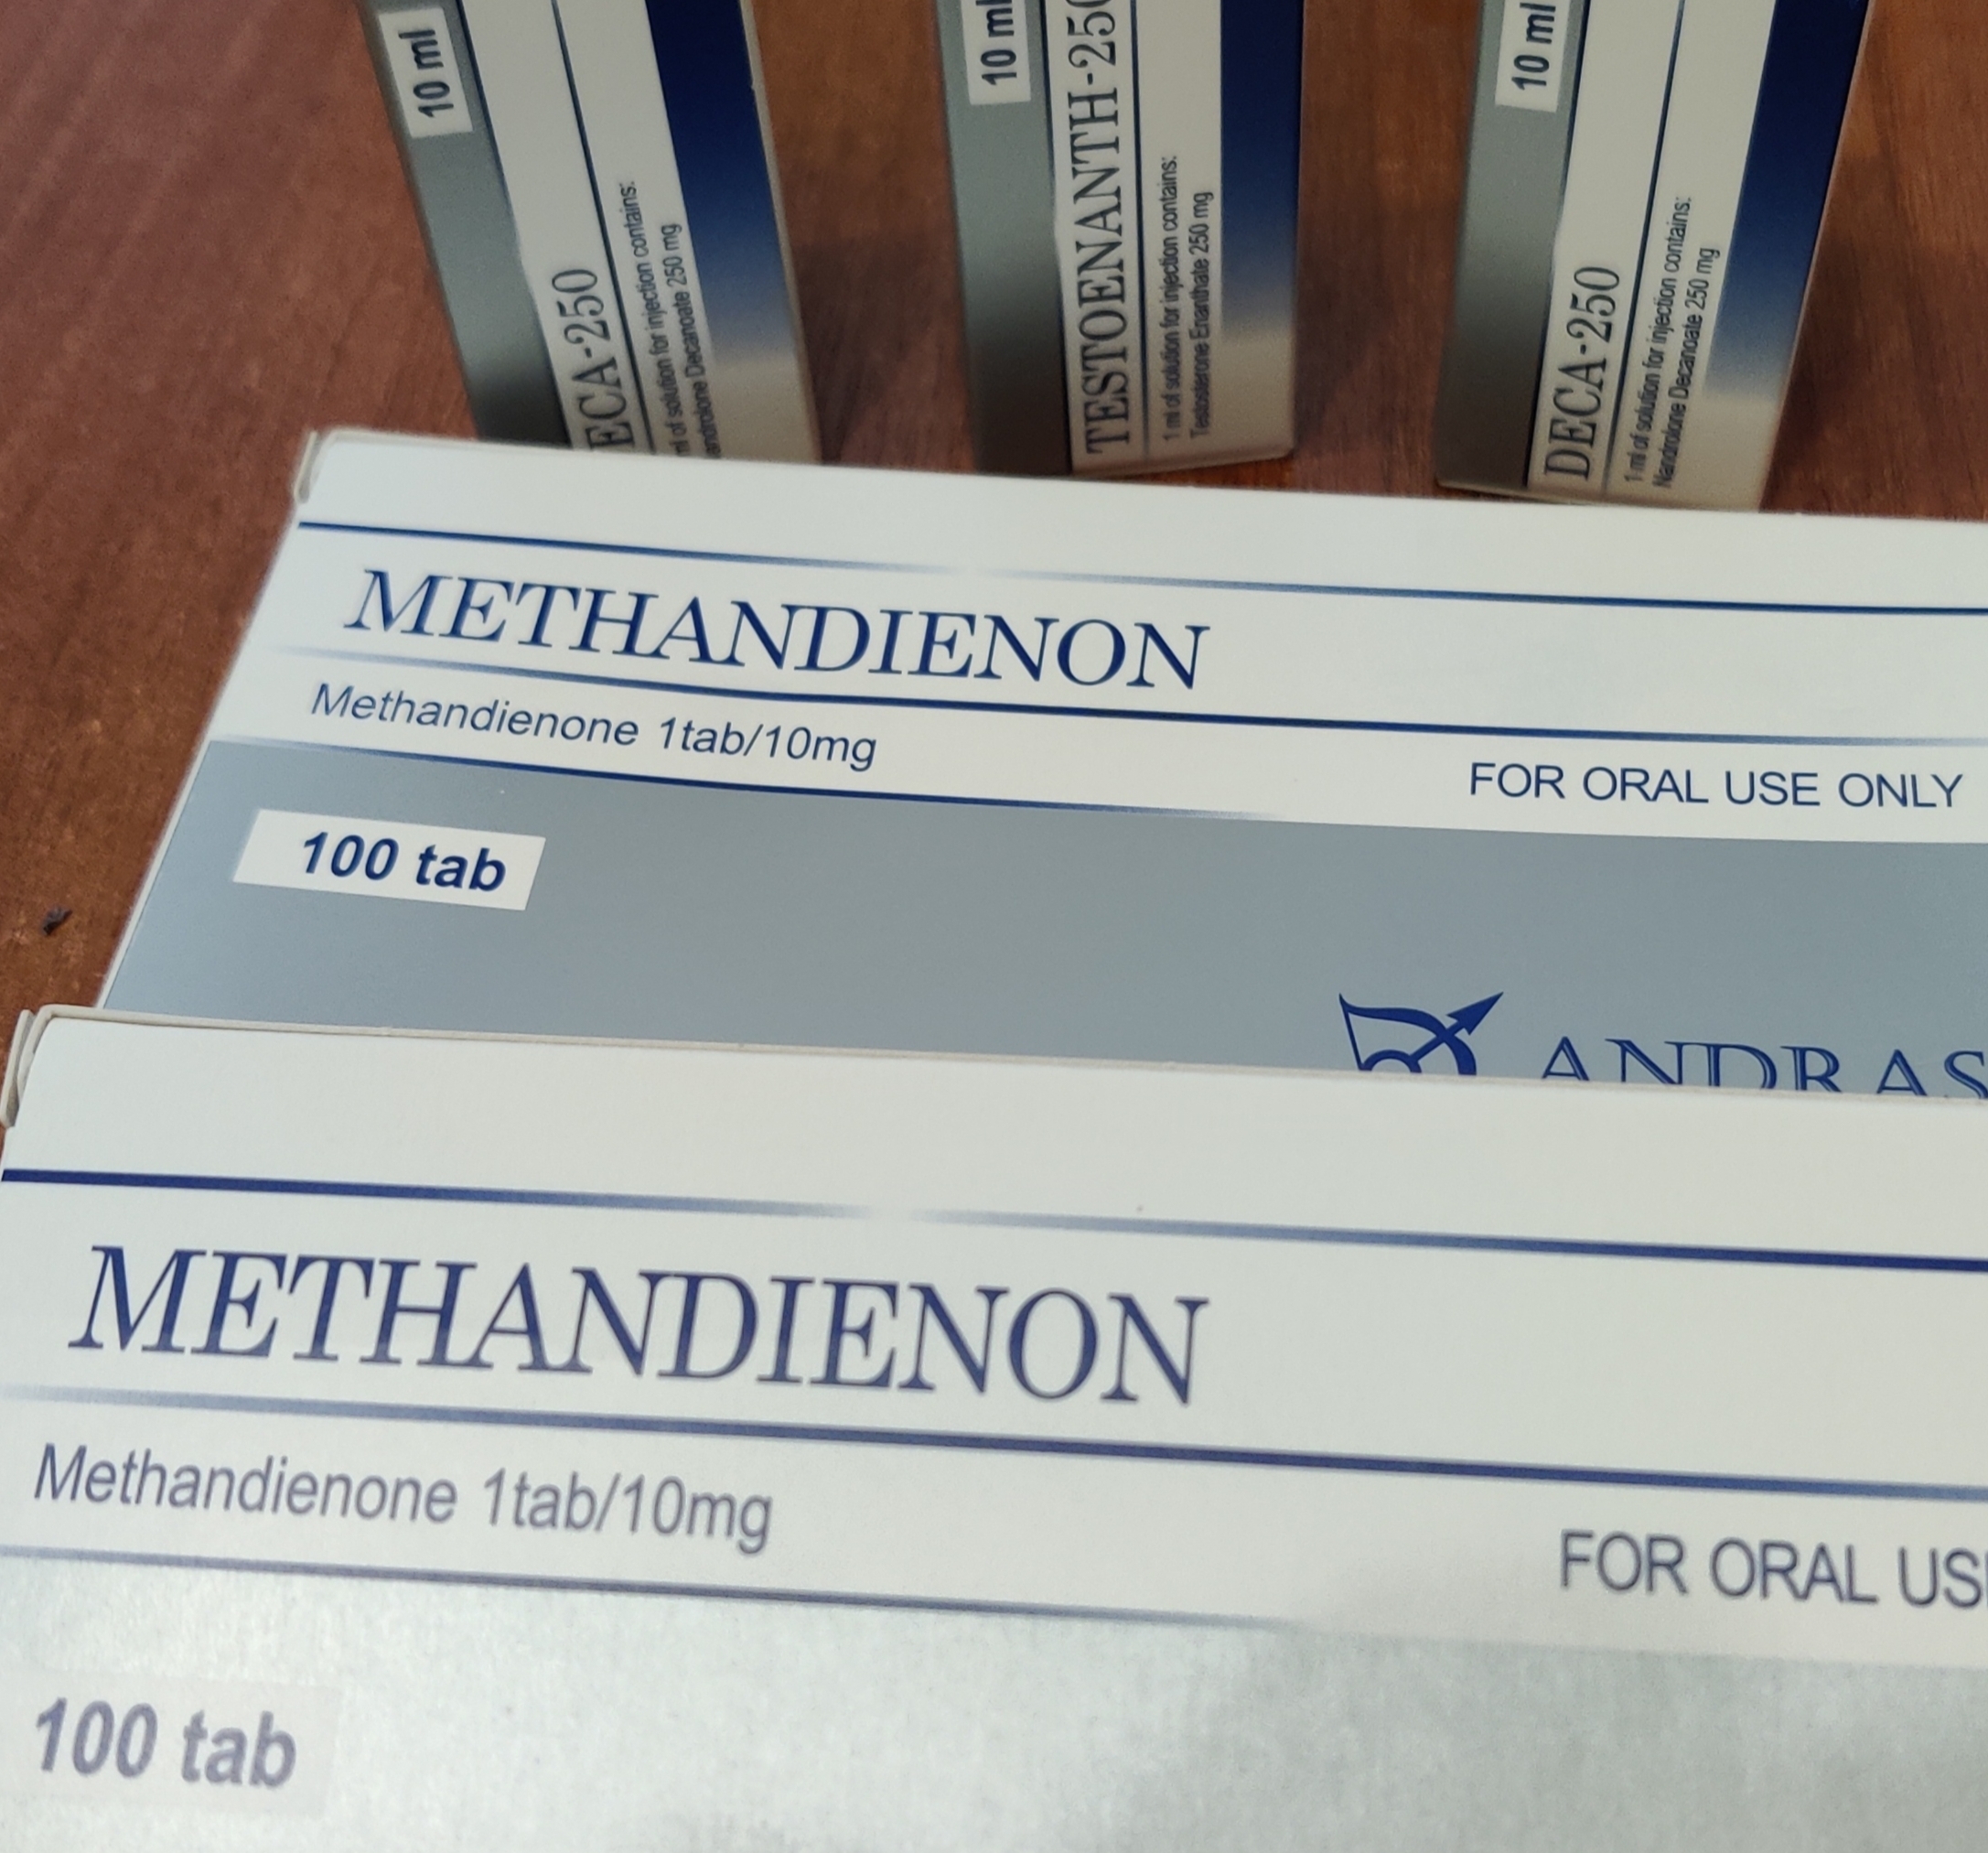 10 ml
ECA-250
ml of solution for injection contains:
androlone Decanoate 250 mg
10 ml
TESTOENANTH-250
1 ml of solution for injection contains:
Testosterone Enanthate 250 mg
10 ml
DECA-250
1 ml of solution for injection contains:
Nandrolone Decanoate 250 mg
METHANDIENON
Methandienone 1tab/10mg
FOR ORAL USE ONLY
100 tab
ANDRAS
METHANDIENON
Methandienone 1tab/10mg
FOR ORAL US
100 tab